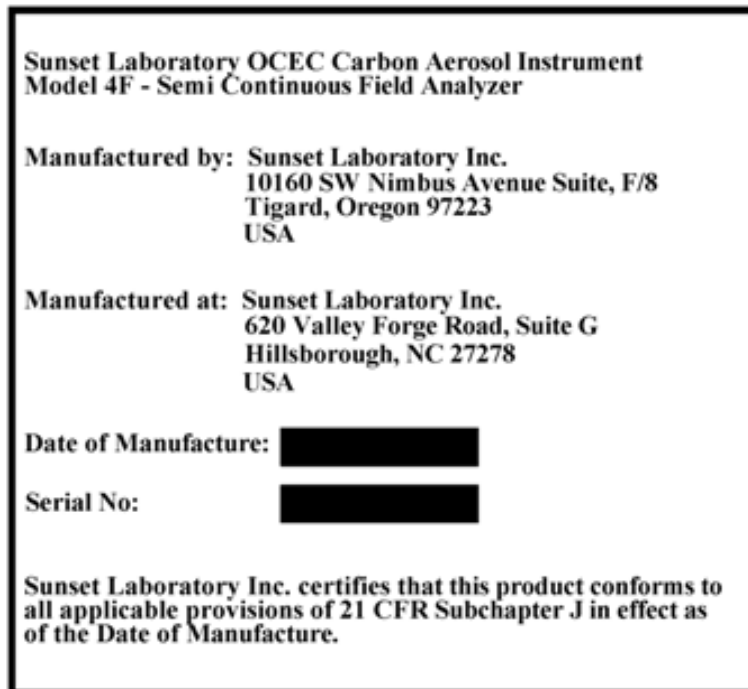 Sunset Laboratory OCEC Carbon Aerosol Instrument
Model 4F - Semi Continuous Field Analyzer
Manufactured by: Sunset Laboratory Inc.
10160 SW Nimbus Avenue Suite, F/8
Tigard, Oregon 97223
USA
Manufactured at: Sunset Laboratory Inc.
620 Valley Forge Road, Suite G
Hillsborough, NC 27278
USA
Date of Manufacture:
Serial No:
Sunset Laboratory Inc. certifies that this product conforms to
all applicable provisions of 21 CFR Subchapter J in effect as
of the Date of Manufacture.